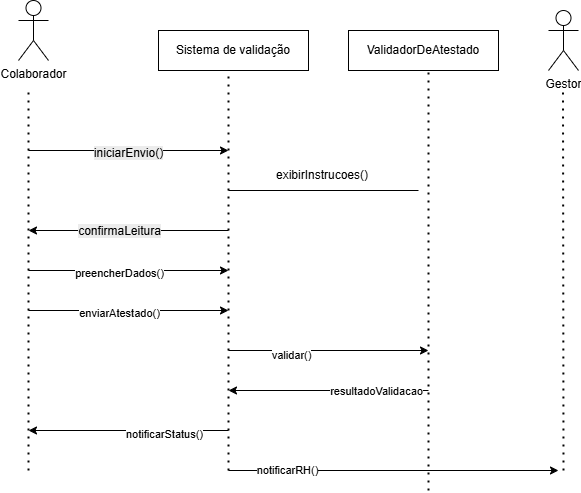 Colaborador
Sistema de validação
ValidadorDeAtestado
Gestor
iniciarEnvio()
exibirInstrucoes()
confirmaLeitura
preencherDados()
enviarAtestado()
validar()
resultadoValidacao
notificarStatus()
notificarRH()